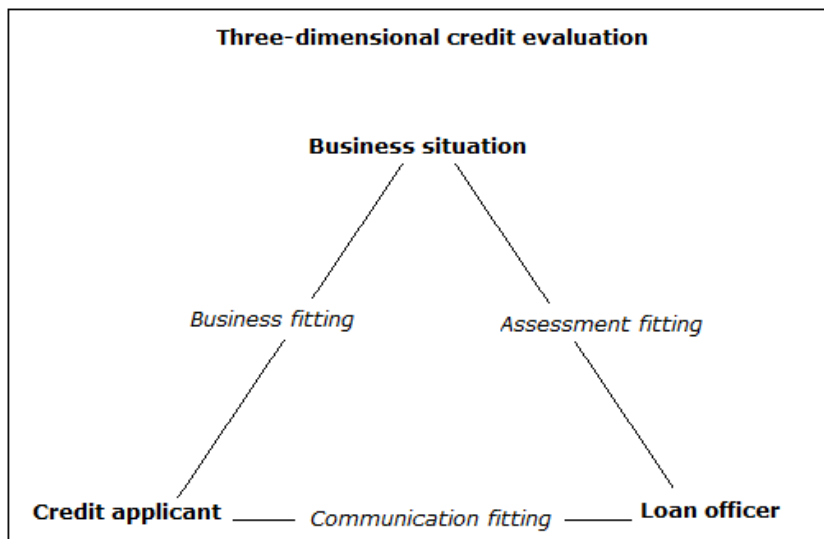 Three-dimensional credit evaluation
Business situation
Business fitting
Assessment fitting
Credit applicant
Communication fitting
Loan officer